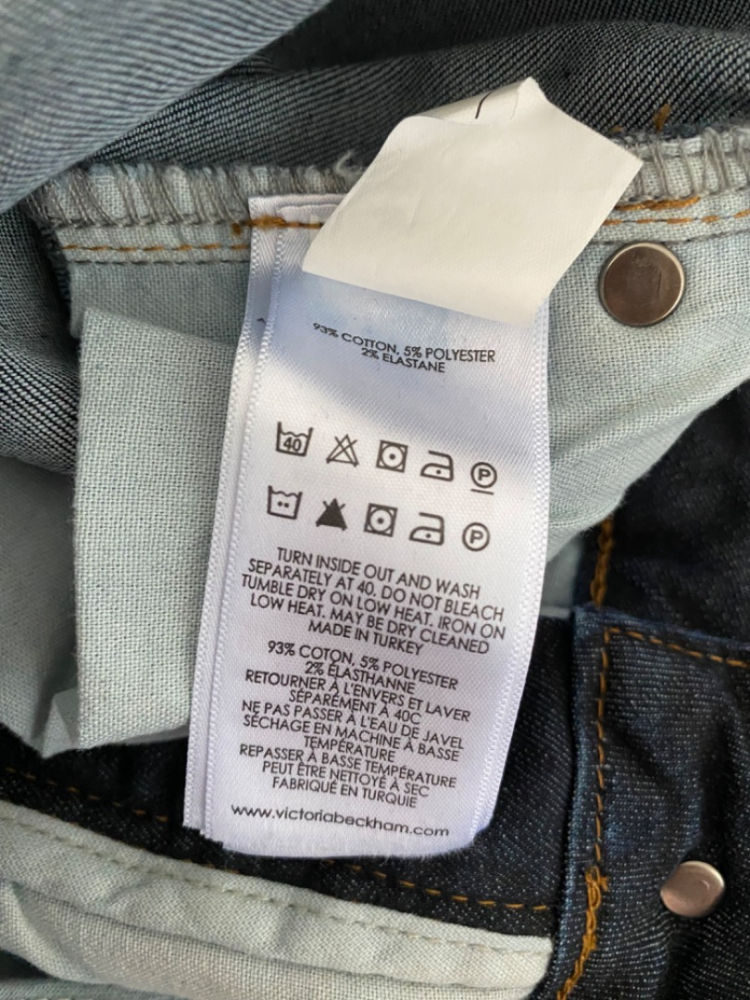 93% COTTON, 5% POLYESTER
2% ELASTANE
40 P
P
TURN INSIDE OUT AND WASH
SEPARATELY AT 40. DO NOT BLEACH
TUMBLE DRY ON LOW HEAT. IRON ON
LOW HEAT. MAY BE DRY CLEANED
MADE IN TURKEY
93% COTON, 5% POLYESTER
2% ÉLASTHANNE
RETOURNER À L'ENVERS ET LAVER
SÉPARÉMENT À 40C
NE PAS PASSER À L'EAU DE JAVEL
SÉCHAGE EN MACHINE À BASSE
TEMPÉRATURE
REPASSER À BASSE TEMPÉRATURE
PEUT ÊTRE NETTOYÉ À SEC
FABRIQUÉ EN TURQUIE
www.victoriabeckham.com